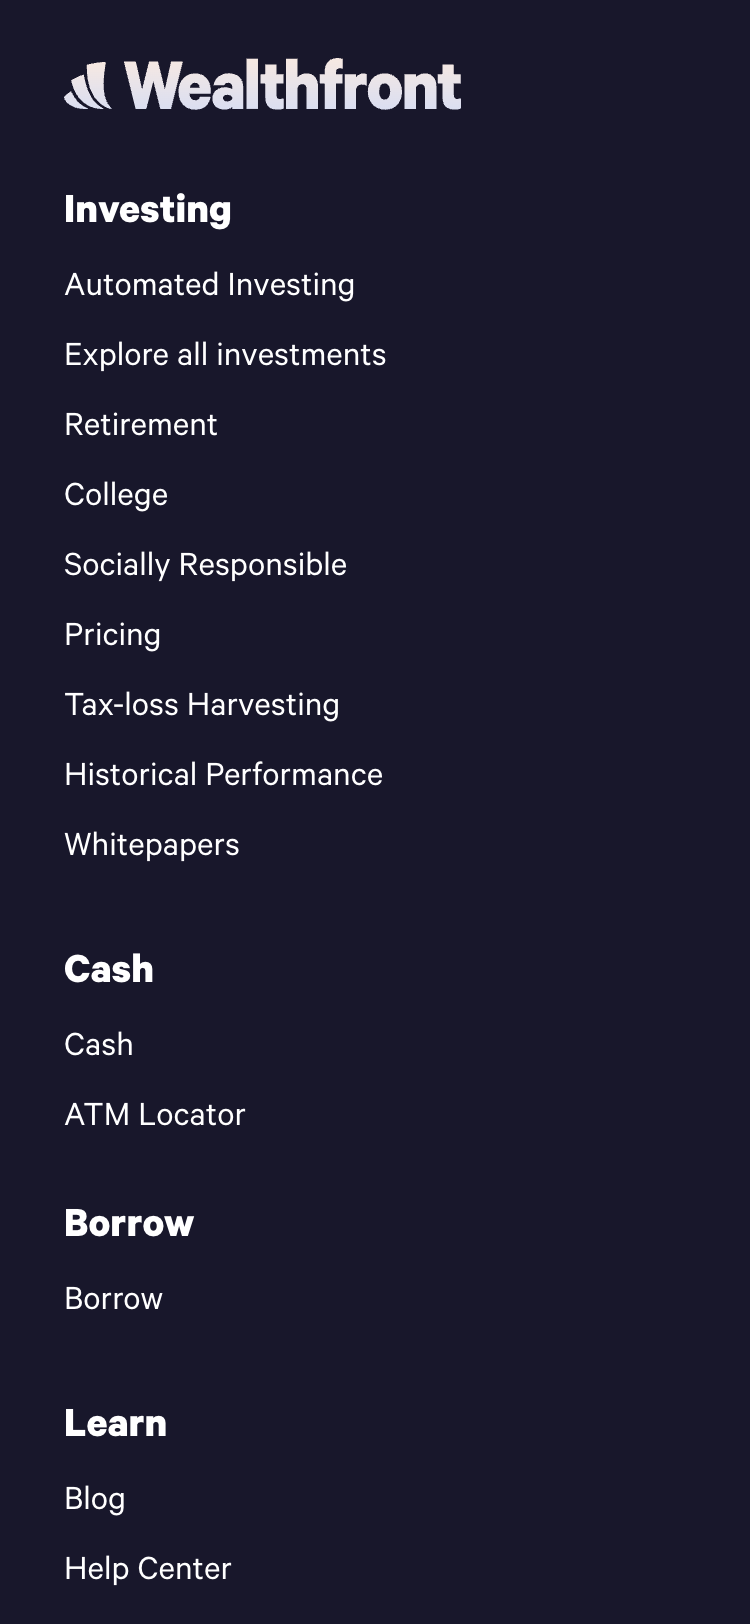 Wealthfront
Investing
Automated Investing
Explore all investments
Retirement
College
Socially Responsible
Pricing
Tax-loss Harvesting
Historical Performance
Whitepapers
Cash
Cash
ATM Locator
Borrow
Borrow
Learn
Blog
Help Center